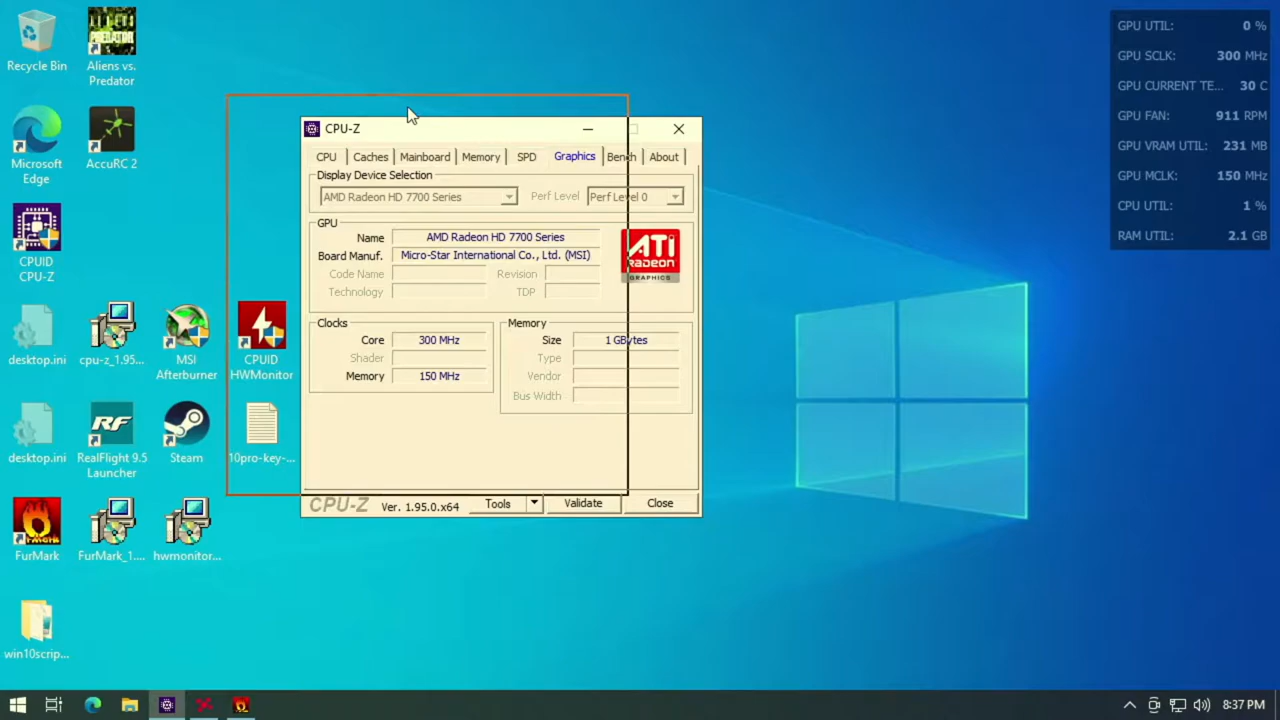 Recycle Bin
Aliens vs.
Predator
ALIENS
PREDATOR
Microsoft
Edge
AccuRC 2
CPUID
CPU-Z
desktop.ini
cpu-z_1.95...
MSI
Afterburner
CPUID
HWMonitor
desktop.ini
RF
RealFlight 9.5
Launcher
Steam
10pro-key-...
FurMark
FurMark_1....
hwmonitor...
win10scrip...
CPU-Z
CPU
Caches
Mainboard
Memory
SPD
Graphics
Bench
About
Display Device Selection
AMD Radeon HD 7700 Series
Perf Level
Perf Level 0
GPU
Name
AMD Radeon HD 7700 Series
Board Manuf.
Micro-Star International Co., Ltd. (MSI)
Code Name
Revision
Technology
TDP
ATI
RADEON
GRAPHICS
Clocks
Core
300 MHz
Shader
Memory
150 MHz
Memory
Size
1 GBytes
Type
Vendor
Bus Width
CPU-Z
Ver. 1.95.0.x64
Tools
Validate
Close
GPU UTIL: 0 %
GPU SCLK: 300 MHz
GPU CURRENT TE... 30 C
GPU FAN: 911 RPM
GPU VRAM UTIL: 231 MB
GPU MCLK: 150 MHz
CPU UTIL: 1 %
RAM UTIL: 2.1 GB
8:37 PM